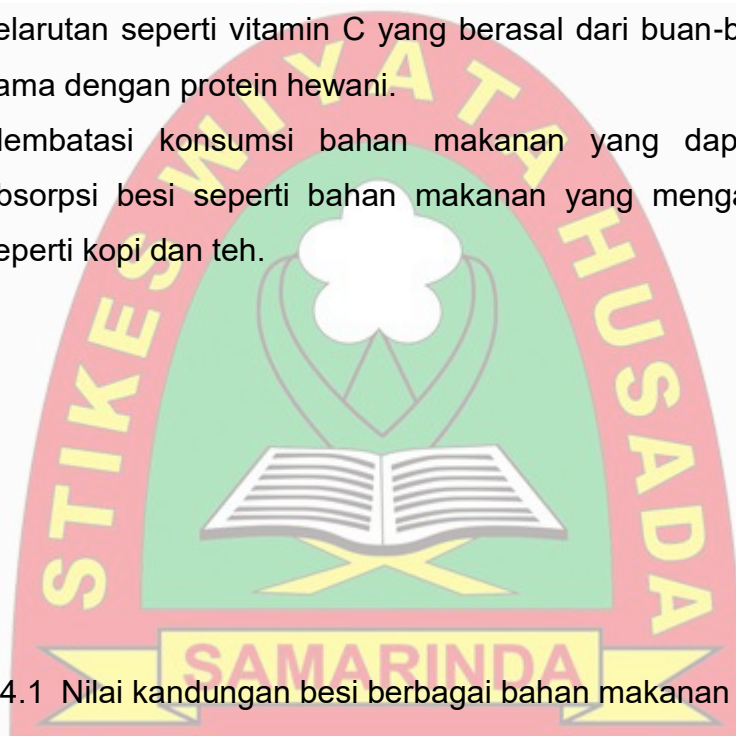 elarutan seperti vitamin C yang berasal dari buan-b
ama dengan protein hewani.
embatasi konsumsi bahan makanan yang dap
bsorpsi besi seperti bahan makanan yang menga
eperti kopi dan teh.
STIKES WIYATA HUSADA
SAMARINDA
4.1 Nilai kandungan besi berbagai bahan makanan